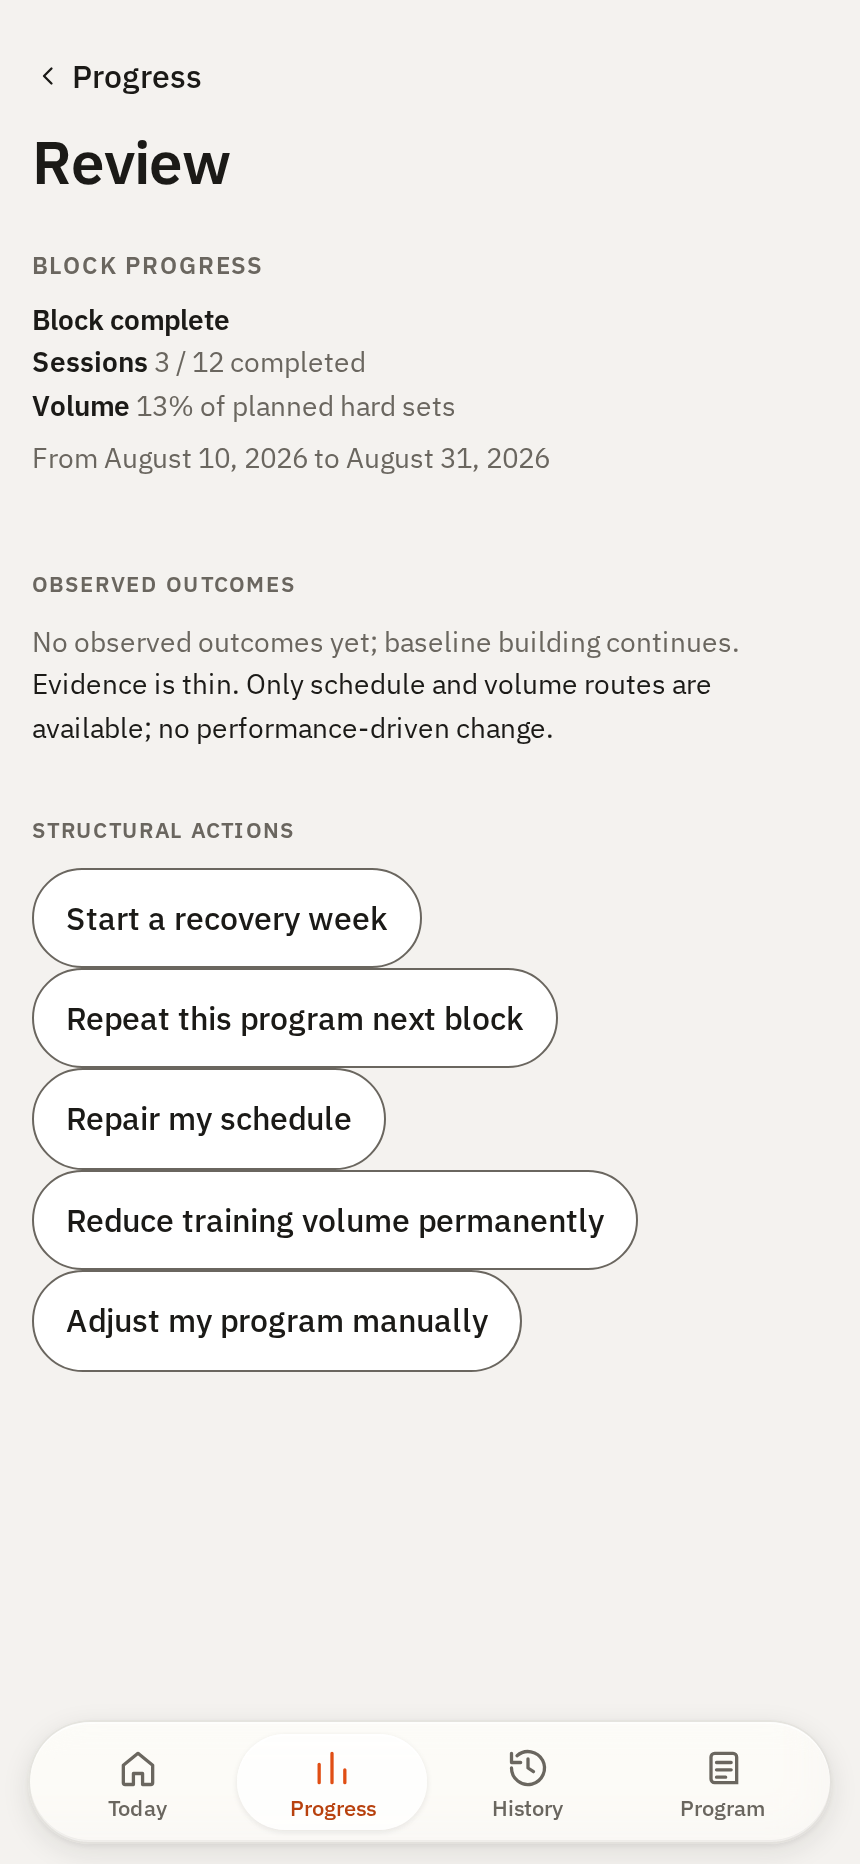 Progress
Review
BLOCK PROGRESS
Block complete
Sessions 3 / 12 completed
Volume 13% of planned hard sets
From August 10, 2026 to August 31, 2026
OBSERVED OUTCOMES
No observed outcomes yet; baseline building continues.
Evidence is thin. Only schedule and volume routes are
available; no performance-driven change.
STRUCTURAL ACTIONS
Start a recovery week
Repeat this program next block
Repair my schedule
Reduce training volume permanently
Adjust my program manually
Today Progress History Program